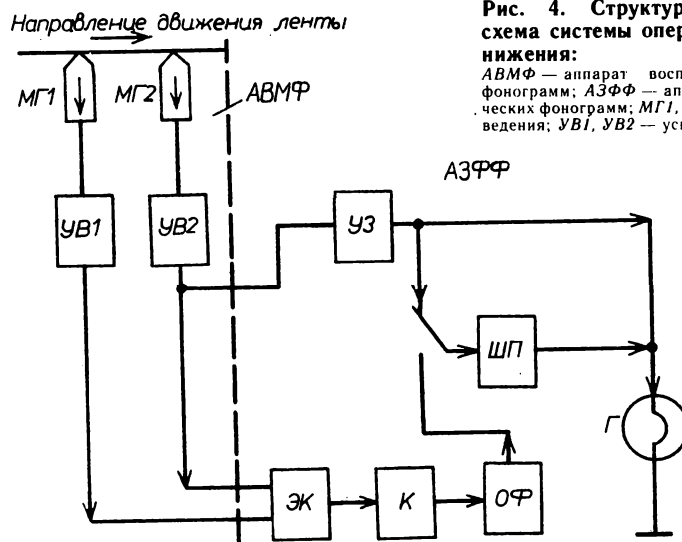 Направление движения ленты
Рис. 4. Структур
схема системы опер
нижения:
АВМФ — аппарат восп
фонограмм; АЗФФ — ап
ческих фонограмм; МГ1,
ведения; УВ1, УВ2 — ус
МГ1
МГ2
АВМФ
АЗФФ
УВ1
УВ2
УЗ
ШП
Г
ЭК
К
ОФ